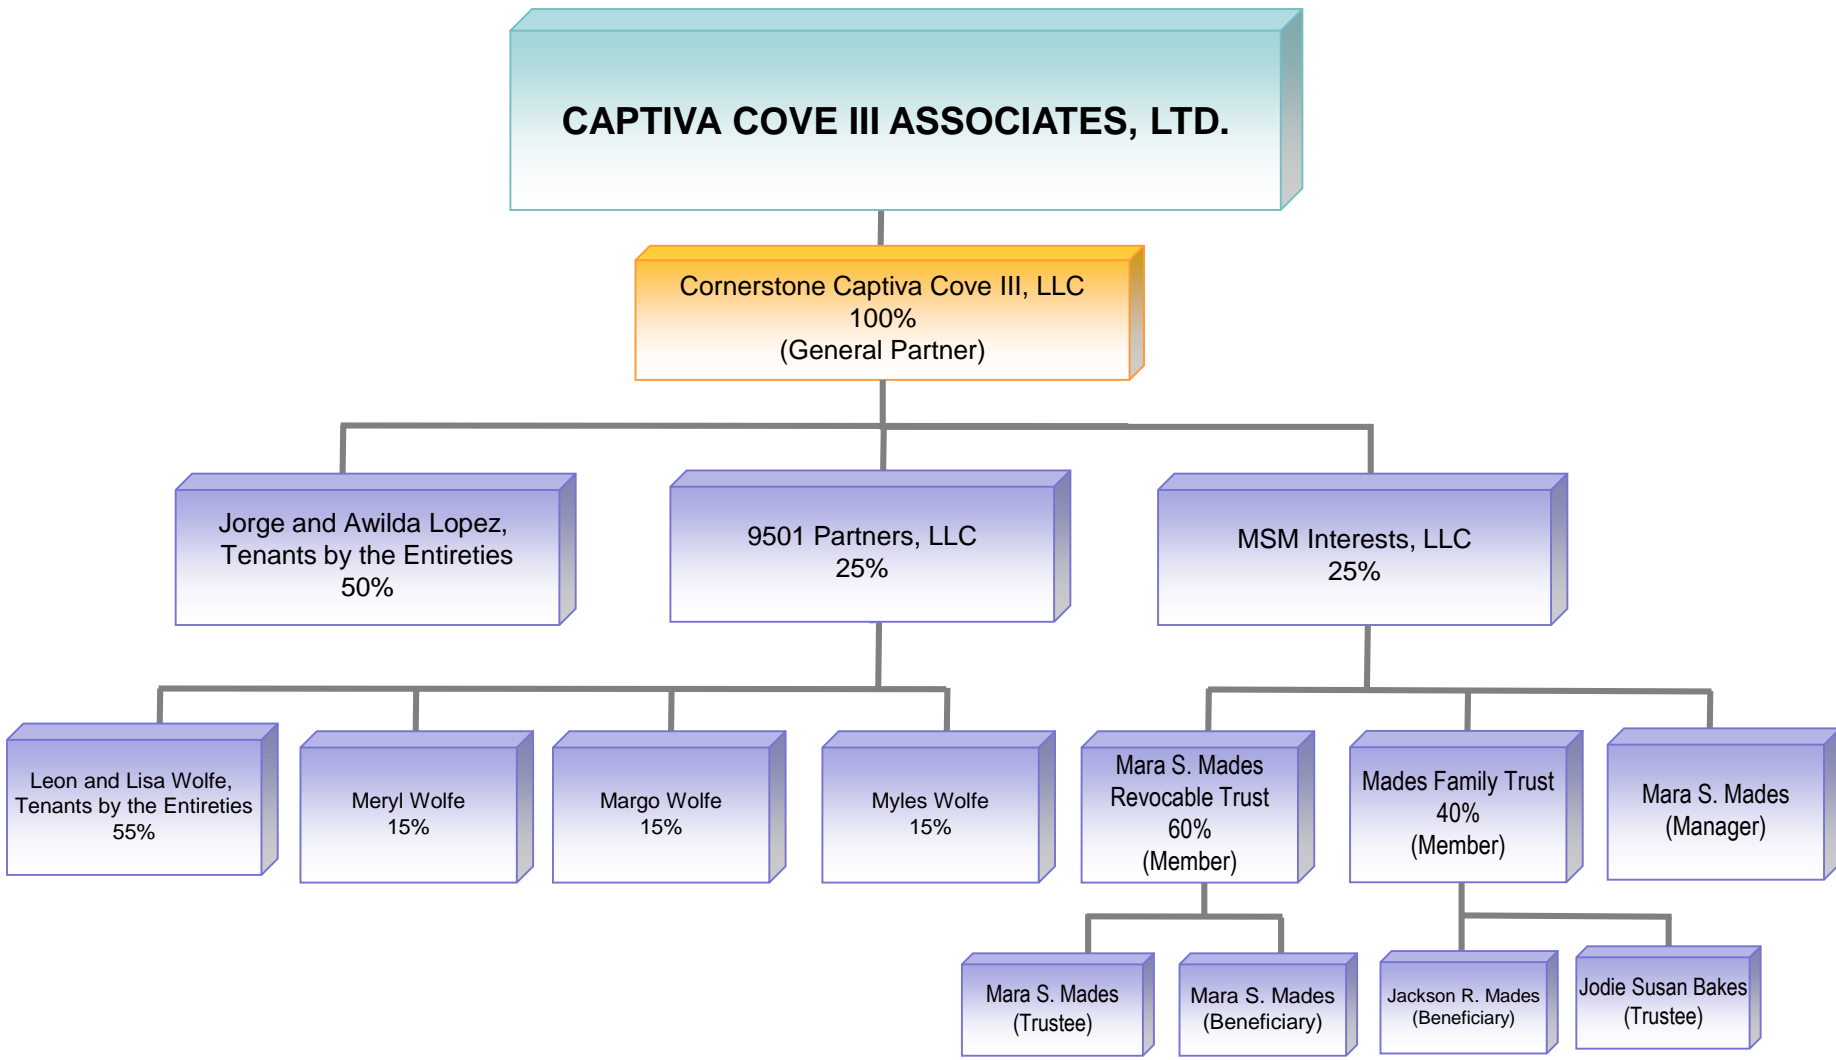 CAPTIVA COVE III ASSOCIATES, LTD.
Cornerstone Captiva Cove III, LLC
100%
(General Partner)
Jorge and Awilda Lopez,
Tenants by the Entireties
50%
9501 Partners, LLC
25%
MSM Interests, LLC
25%
Leon and Lisa Wolfe,
Tenants by the Entireties
55%
Meryl Wolfe
15%
Margo Wolfe
15%
Myles Wolfe
15%
Mara S. Mades
Revocable Trust
60%
(Member)
Mades Family Trust
40%
(Member)
Mara S. Mades
(Manager)
Mara S. Mades
(Trustee)
Mara S. Mades
(Beneficiary)
Jackson R. Mades
(Beneficiary)
Jodie Susan Bakes
(Trustee)